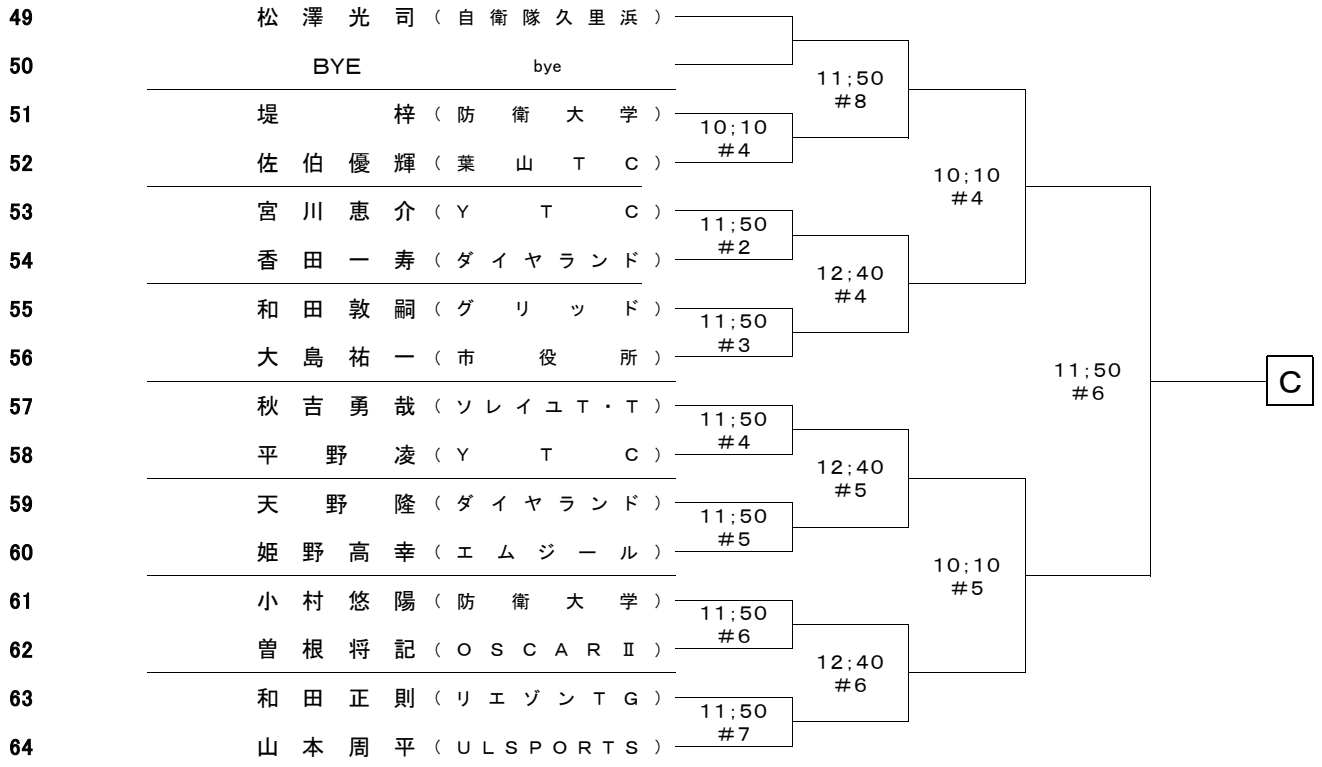 49 松澤光司 (自衛隊久里浜)
50 BYE bye
11;50
#8
51 堤 梓 (防衛大学)
10;10
#4
52 佐伯優輝 (葉山TC)
10;10
#4
53 宮川恵介 (YTC)
11;50
#2
54 香田一寿 (ダイヤランド)
12;40
#4
55 和田敦嗣 (グリッド)
11;50
#3
56 大島祐一 (市役所)
11;50
#6
C
57 秋吉勇哉 (ソレイユT・T)
11;50
#4
58 平野凌 (YTC)
12;40
#5
59 天野隆 (ダイヤランド)
11;50
#5
60 姫野高幸 (エムジール)
10;10
#5
61 小村悠陽 (防衛大学)
11;50
#6
62 曽根将記 (OSCARⅡ)
12;40
#6
63 和田正則 (リエゾンTG)
11;50
#7
64 山本周平 (ULSPORTS)